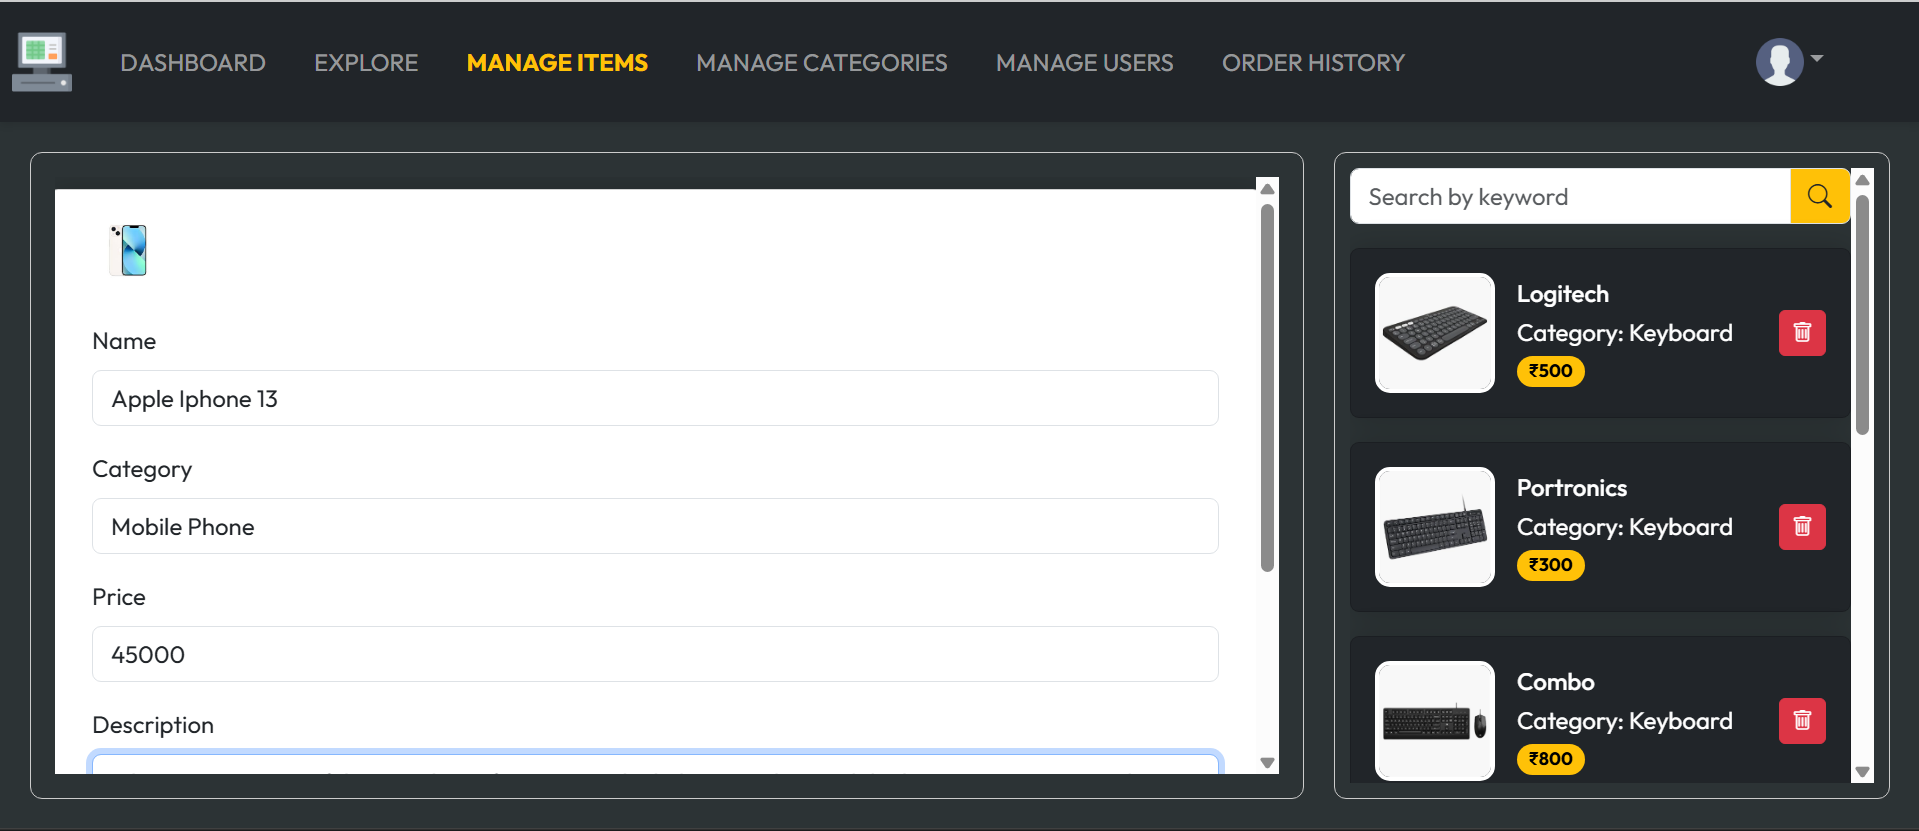 DASHBOARD EXPLORE MANAGE ITEMS MANAGE CATEGORIES MANAGE USERS ORDER HISTORY
Name
Apple Iphone 13
Category
Mobile Phone
Price
45000
Description
Search by keyword
Logitech
Category: Keyboard
₹500
Portronics
Category: Keyboard
₹300
Combo
Category: Keyboard
₹800